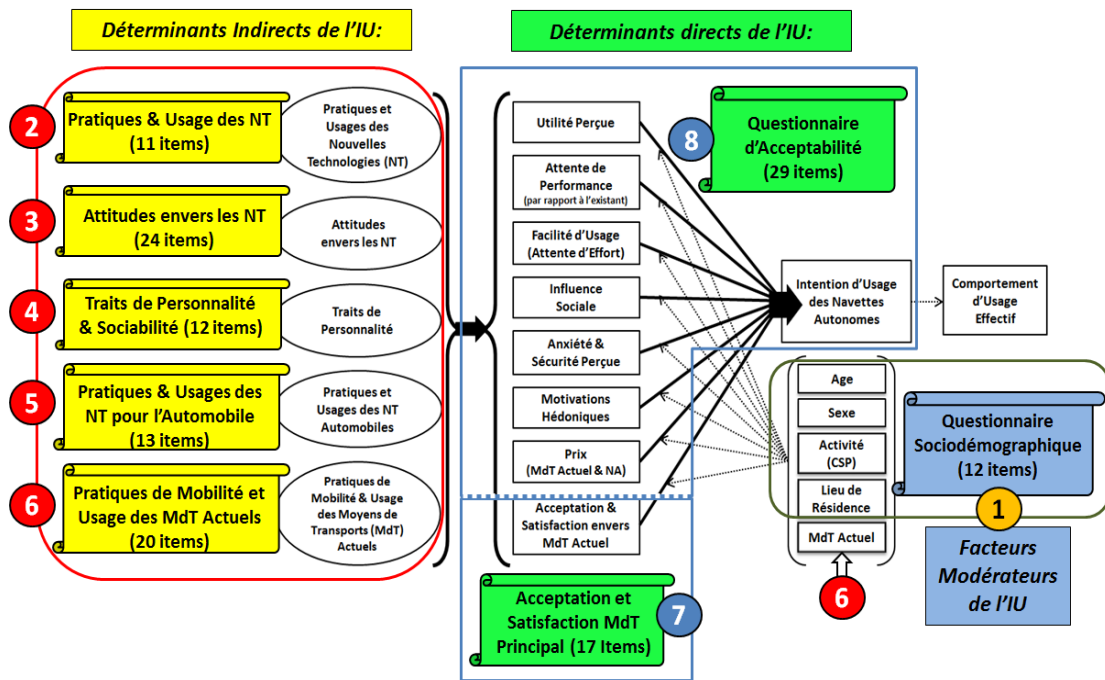 Déterminants Indirects de l'IU:
Déterminants directs de l'IU:
2
Pratiques & Usage des NT
(11 items)
Pratiques et
Usages des
Nouvelles
Technologies (NT)
3
Attitudes envers les NT
(24 items)
Attitudes
envers les NT
4
Traits de Personnalité
& Sociabilité (12 items)
Traits de
Personnalité
5
Pratiques & Usages des
NT pour l'Automobile
(13 items)
Pratiques et
Usages des NT
Automobiles
6
Pratiques de Mobilité et
Usage des MdT Actuels
(20 items)
Pratiques de
Mobilité & Usage
des Moyens de
Transports (MdT)
Actuels
Utilité Perçue
Attente de
Performance
(par rapport à l'existant)
Facilité d'Usage
(Attente d'Effort)
Influence
Sociale
Anxiété &
Sécurité Perçue
Motivations
Hédoniques
Prix
(MdT Actuel & NA)
Acceptation &
Satisfaction envers
MdT Actuel
8
Questionnaire
d'Acceptabilité
(29 items)
Intention d'Usage
des Navettes
Autonomes
Comportement
d'Usage
Effectif
Age
Sexe
Activité
(CSP)
Lieu de
Résidence
MdT Actuel
6
Questionnaire
Sociodémographique
(12 items)
1
Facteurs
Modérateurs
de l'IU
Acceptation et
Satisfaction MdT
Principal (17 Items)
7